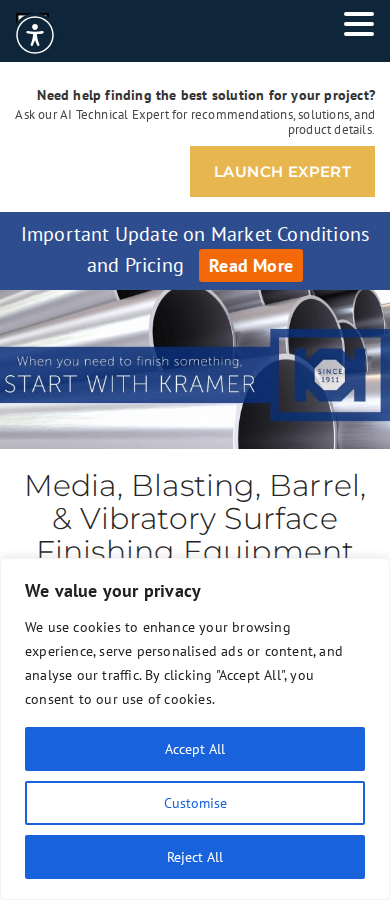 Need help finding the best solution for your project?
Ask our AI Technical Expert for recommendations, solutions, and
product details.
LAUNCH EXPERT
Important Update on Market Conditions
and Pricing Read More
When you need to finish something,
START WITH KRAMER
SINCE
1911
Media, Blasting, Barrel,
& Vibratory Surface
Finishing Equipment
We value your privacy
We use cookies to enhance your browsing
experience, serve personalised ads or content, and
analyse our traffic. By clicking "Accept All", you
consent to our use of cookies.
Accept All
Customise
Reject All